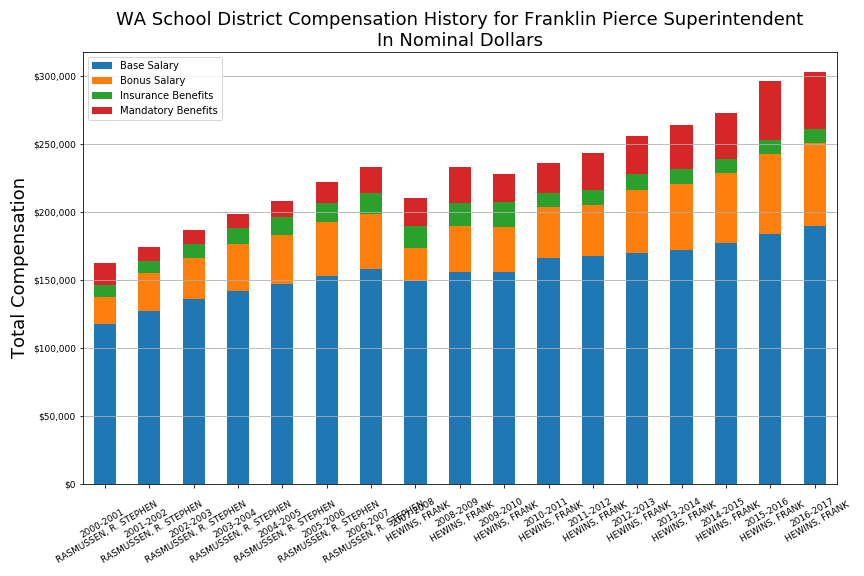 WA School District Compensation History for Franklin Pierce Superintendent
In Nominal Dollars
Base Salary
Bonus Salary
Insurance Benefits
Mandatory Benefits
Total Compensation
$300,000
$250,000
$200,000
$150,000
$100,000
$50,000
$0
2000-2001
RASMUSSEN, R. STEPHEN
2001-2002
RASMUSSEN, R. STEPHEN
2002-2003
RASMUSSEN, R. STEPHEN
2003-2004
RASMUSSEN, R. STEPHEN
2004-2005
RASMUSSEN, R. STEPHEN
2005-2006
RASMUSSEN, R. STEPHEN
2006-2007
RASMUSSEN, R. STEPHEN
2007-2008
HEWINS, FRANK
2008-2009
HEWINS, FRANK
2009-2010
HEWINS, FRANK
2010-2011
HEWINS, FRANK
2011-2012
HEWINS, FRANK
2012-2013
HEWINS, FRANK
2013-2014
HEWINS, FRANK
2014-2015
HEWINS, FRANK
2015-2016
HEWINS, FRANK
2016-2017
HEWINS, FRANK